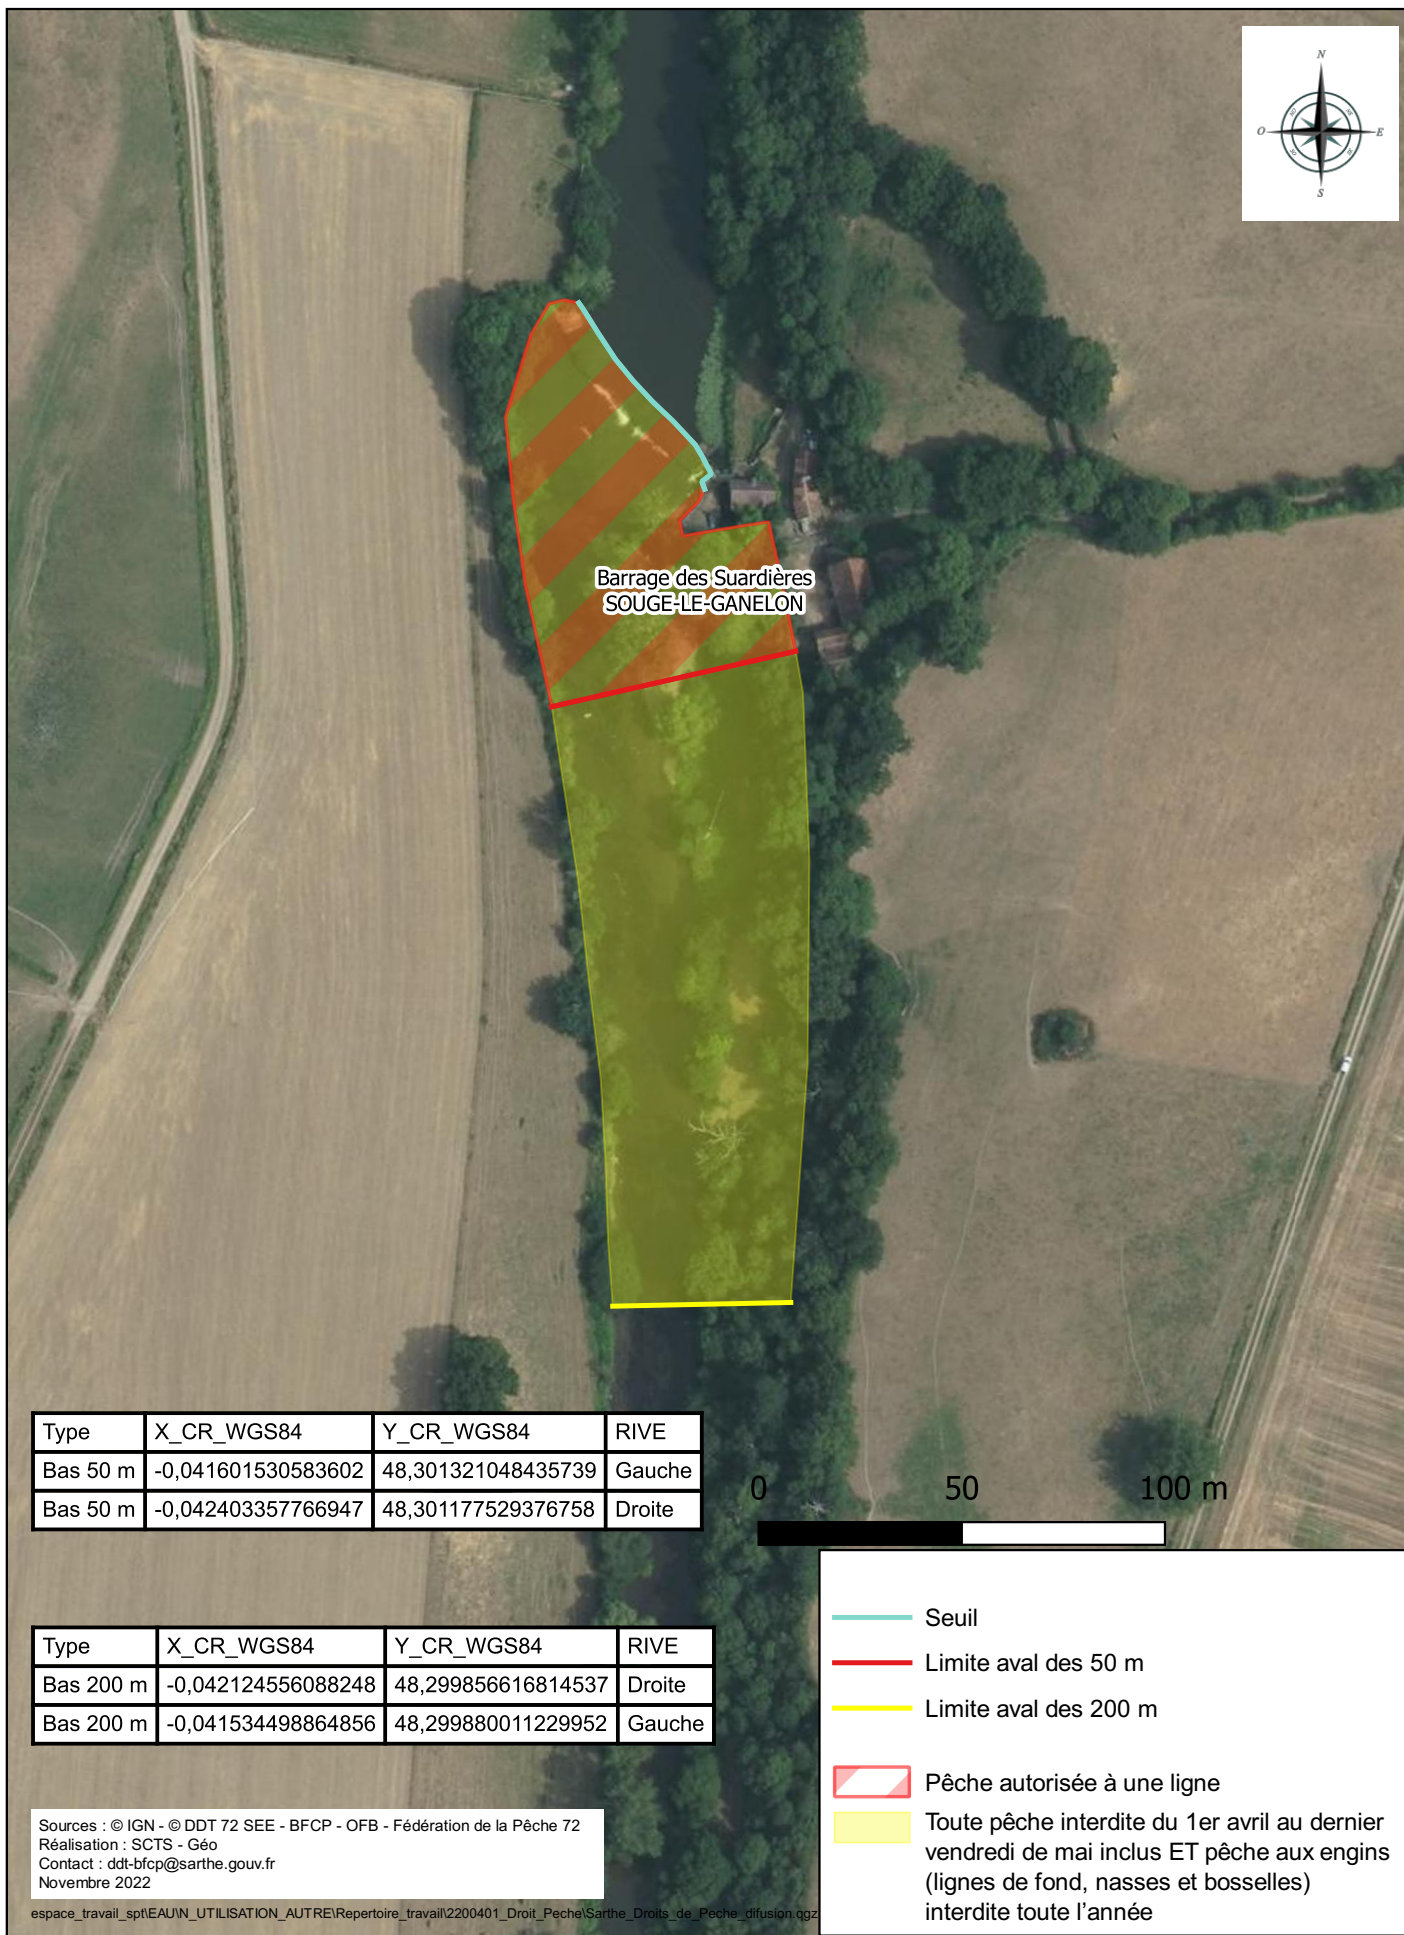 N
O E
S
Barrage des Suardières
SOUGE-LE-GANELON
Type X_CR_WGS84 Y_CR_WGS84 RIVE
Bas 50 m -0,041601530583602 48,301321048435739 Gauche
Bas 50 m -0,042403357766947 48,301177529376758 Droite
0 50 100 m
Type X_CR_WGS84 Y_CR_WGS84 RIVE
Bas 200 m -0,042124556088248 48,299856616814537 Droite
Bas 200 m -0,041534498864856 48,299880011229952 Gauche
Seuil
Limite aval des 50 m
Limite aval des 200 m
Pêche autorisée à une ligne
Toute pêche interdite du 1er avril au dernier
vendredi de mai inclus ET pêche aux engins
(lignes de fond, nasses et bosselles)
interdite toute l’année
Sources : © IGN - © DDT 72 SEE - BFCP - OFB - Fédération de la Pêche 72
Réalisation : SCTS - Géo
Contact : ddt-bfcp@sarthe.gouv.fr
Novembre 2022
espace_travail_spt\EAU\N_UTILISATION_AUTRE\Repertoire_travail\2200401_Droit_Peche\Sarthe_Droits_de_Peche_difusion.qgz